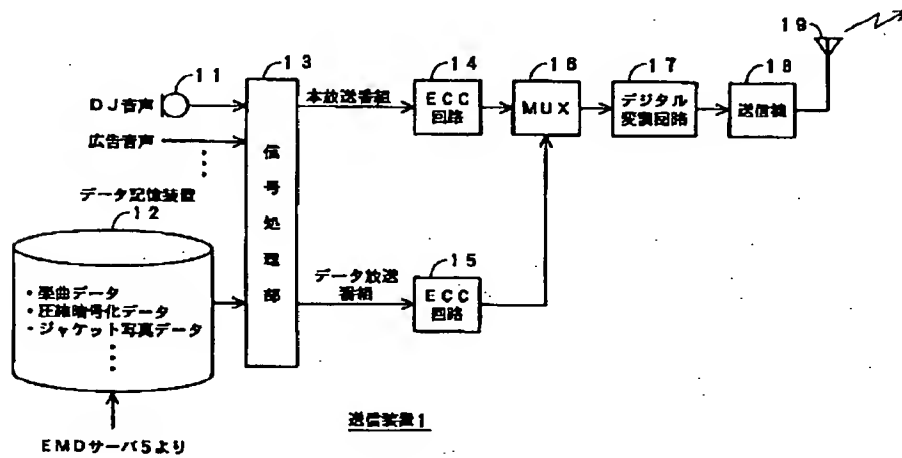 19
11
13
14
16
17
18
DJ音声
本放送番組
ECC
回路
MUX
デジタル
変調回路
送信機
広告音声
信号処理部
データ記憶装置
12
データ放送
番組
15
ECC
回路
・楽曲データ
・圧縮暗号化データ
・ジャケット写真データ
EMDサーバ5より
送信装置1